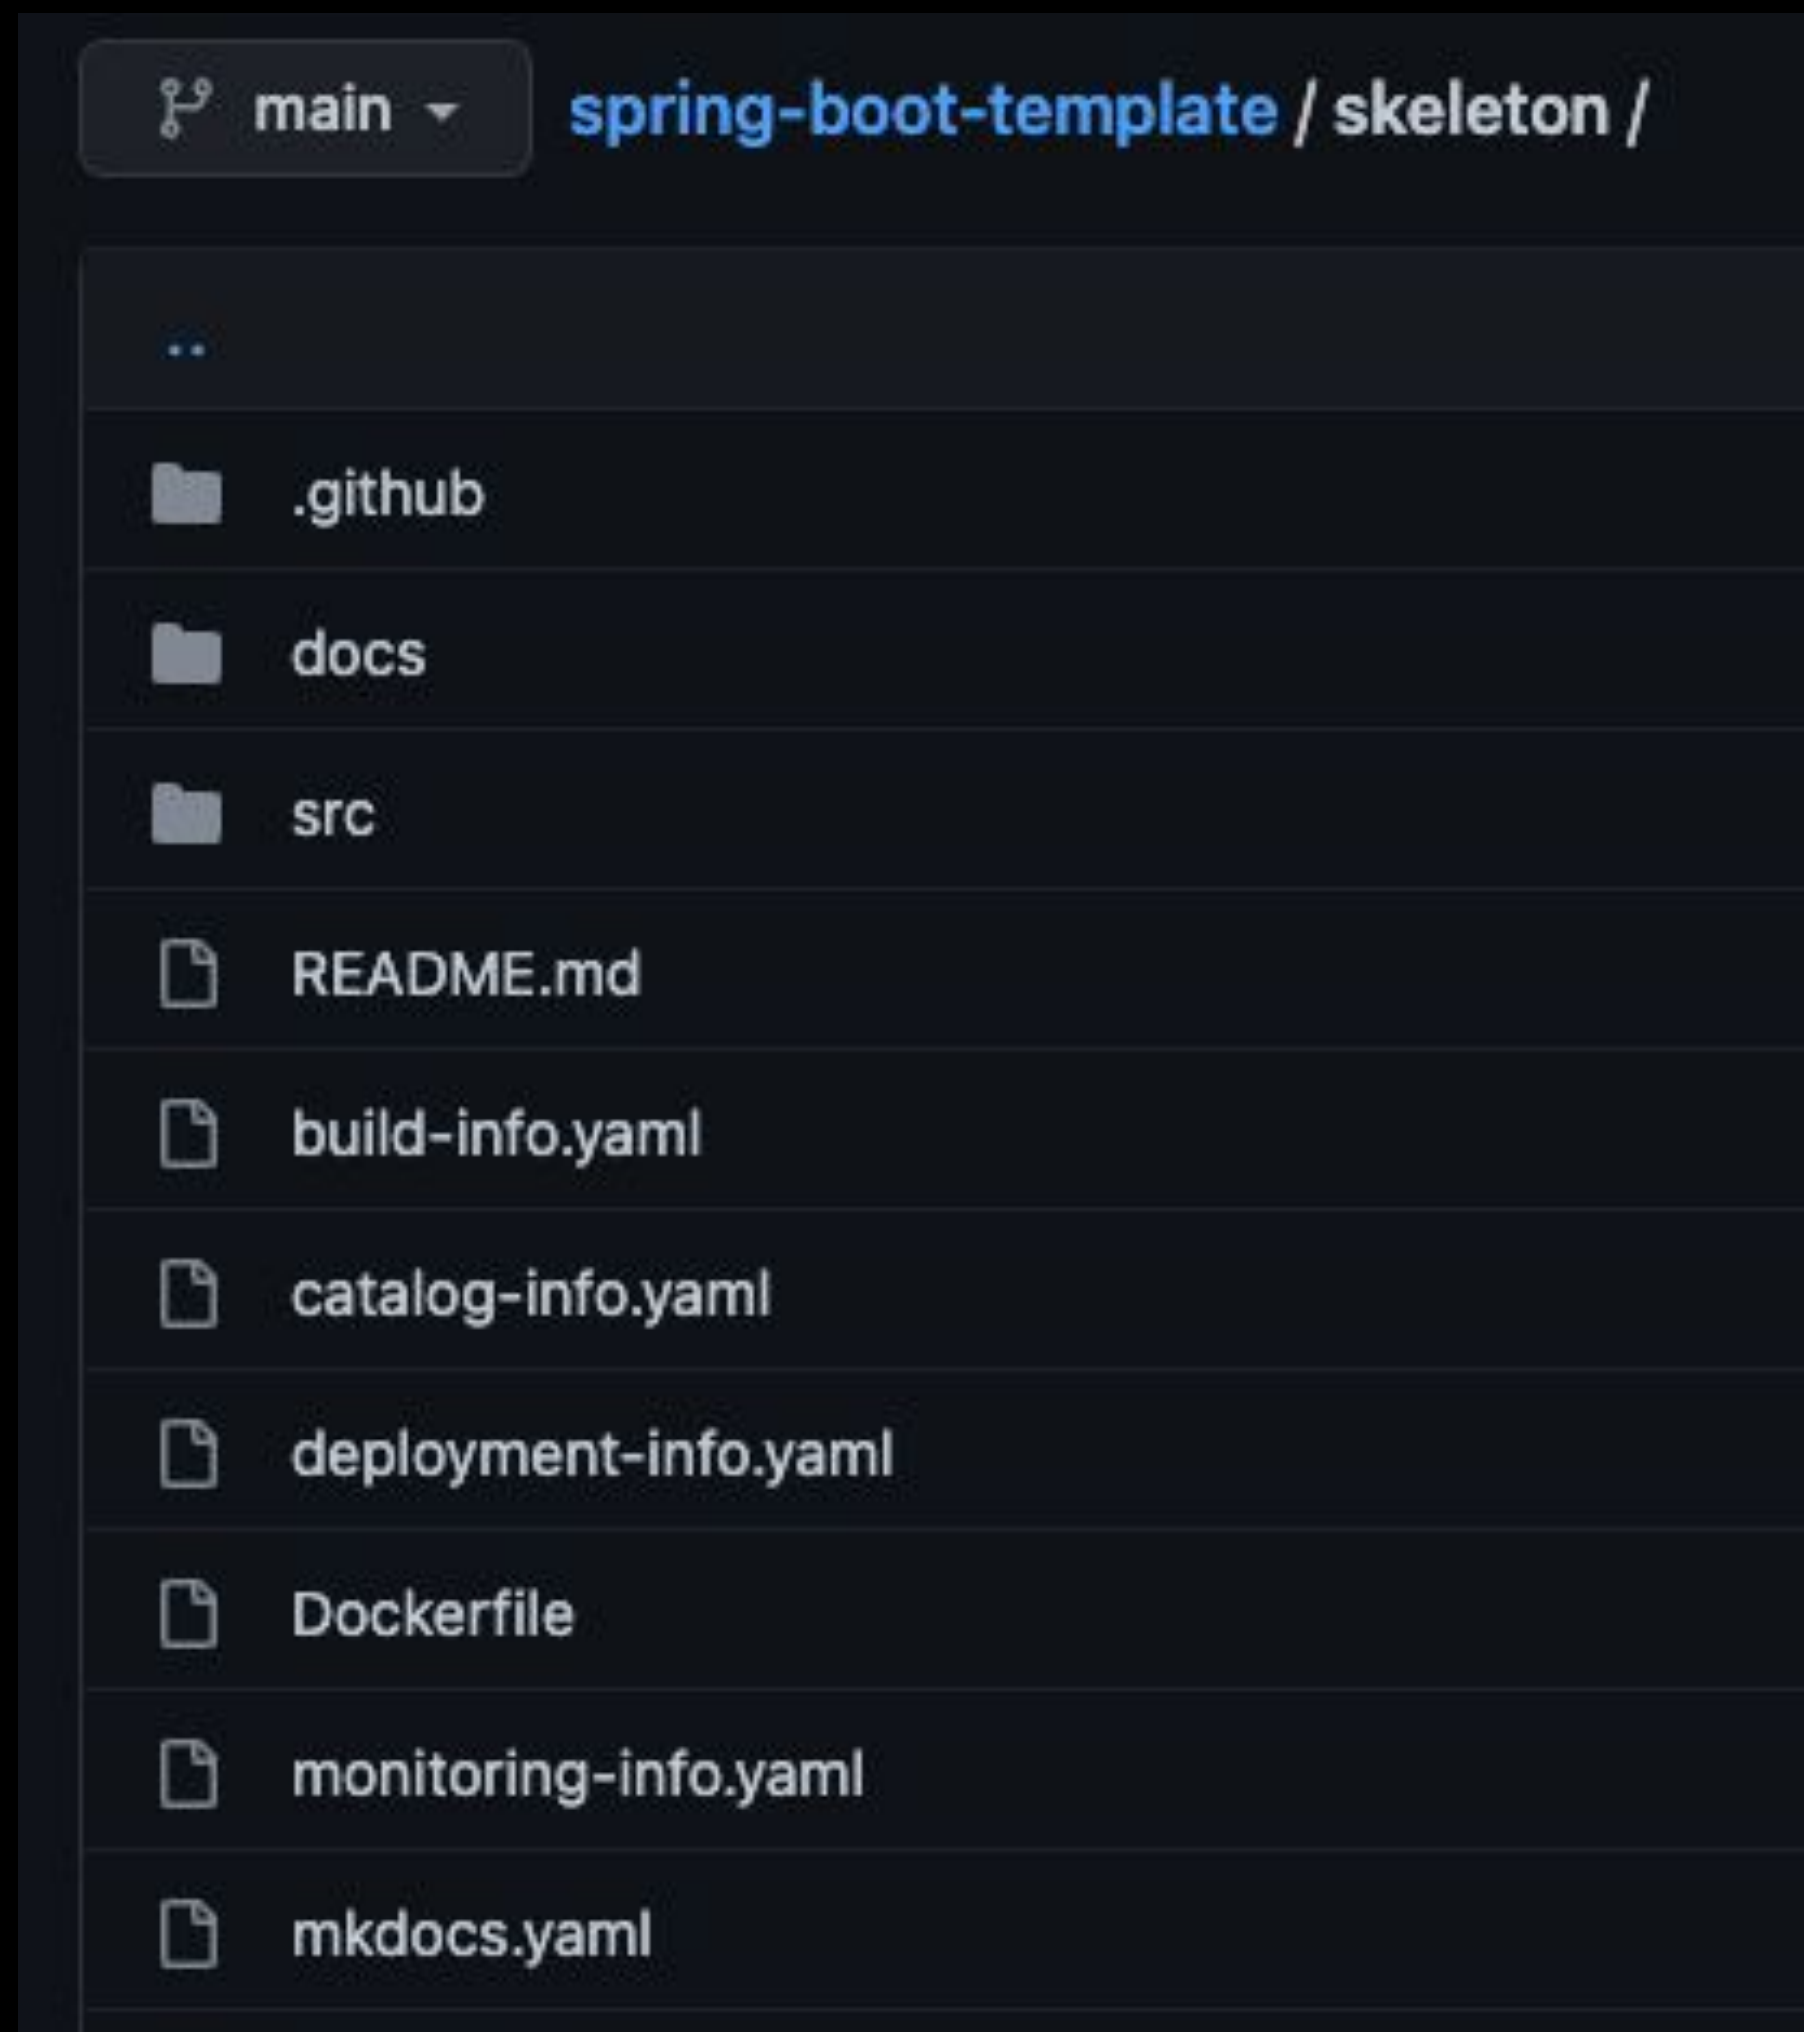 main
spring-boot-template / skeleton /
..
.github
docs
src
README.md
build-info.yaml
catalog-info.yaml
deployment-info.yaml
Dockerfile
monitoring-info.yaml
mkdocs.yaml